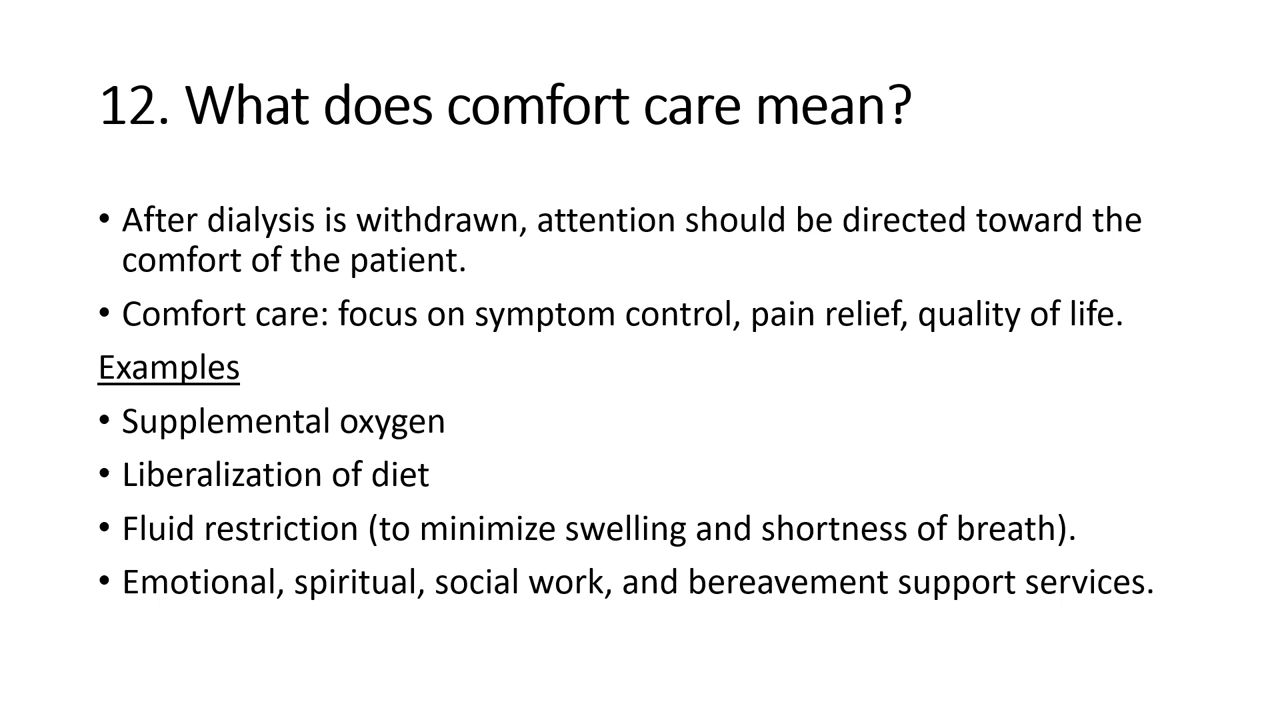 12. What does comfort care mean?
• After dialysis is withdrawn, attention should be directed toward the
comfort of the patient.
• Comfort care: focus on symptom control, pain relief, quality of life.
Examples
• Supplemental oxygen
• Liberalization of diet
• Fluid restriction (to minimize swelling and shortness of breath).
• Emotional, spiritual, social work, and bereavement support services.